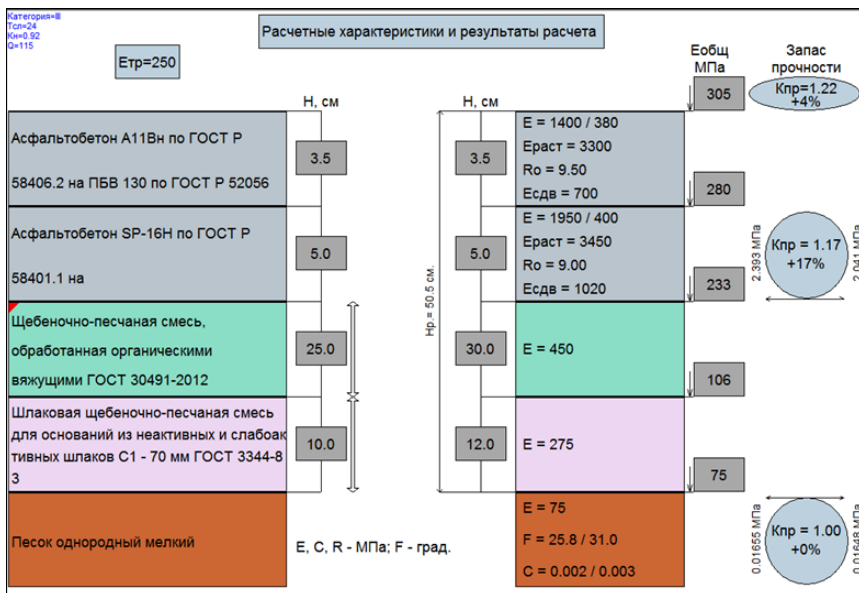 Категория=III
Тсл=24
Кн=0.92
Q=115
Расчетные характеристики и результаты расчета
Етр=250
Еобщ
МПа
Запас
прочности
Н, см
Н, см
305
Кпр=1.22
+4%
Асфальтобетон А11Вн по ГОСТ Р
58406.2 на ПБВ 130 по ГОСТ Р 52056
3.5
3.5
Е = 1400 / 380
Ераст = 3300
Ro = 9.50
Есдв = 700
280
Асфальтобетон SP-16Н по ГОСТ Р
58401.1 на
5.0
5.0
Е = 1950 / 400
Ераст = 3450
Ro = 9.00
Есдв = 1020
233
2.393 МПа
Кпр = 1.17
+17%
2.041 МПа
Нр.= 50.5 см.
Щебеночно-песчаная смесь,
обработанная органическими
вяжущими ГОСТ 30491-2012
25.0
30.0
Е = 450
106
Шлаковая щебеночно-песчаная смесь
для оснований из неактивных и слабоак
тивных шлаков С1 - 70 мм ГОСТ 3344-8
3
10.0
12.0
Е = 275
75
Песок однородный мелкий
Е, С, R - МПа; F - град.
Е = 75
F = 25.8 / 31.0
С = 0.002 / 0.003
0.01655 МПа
Кпр = 1.00
+0%
0.01648 МПа